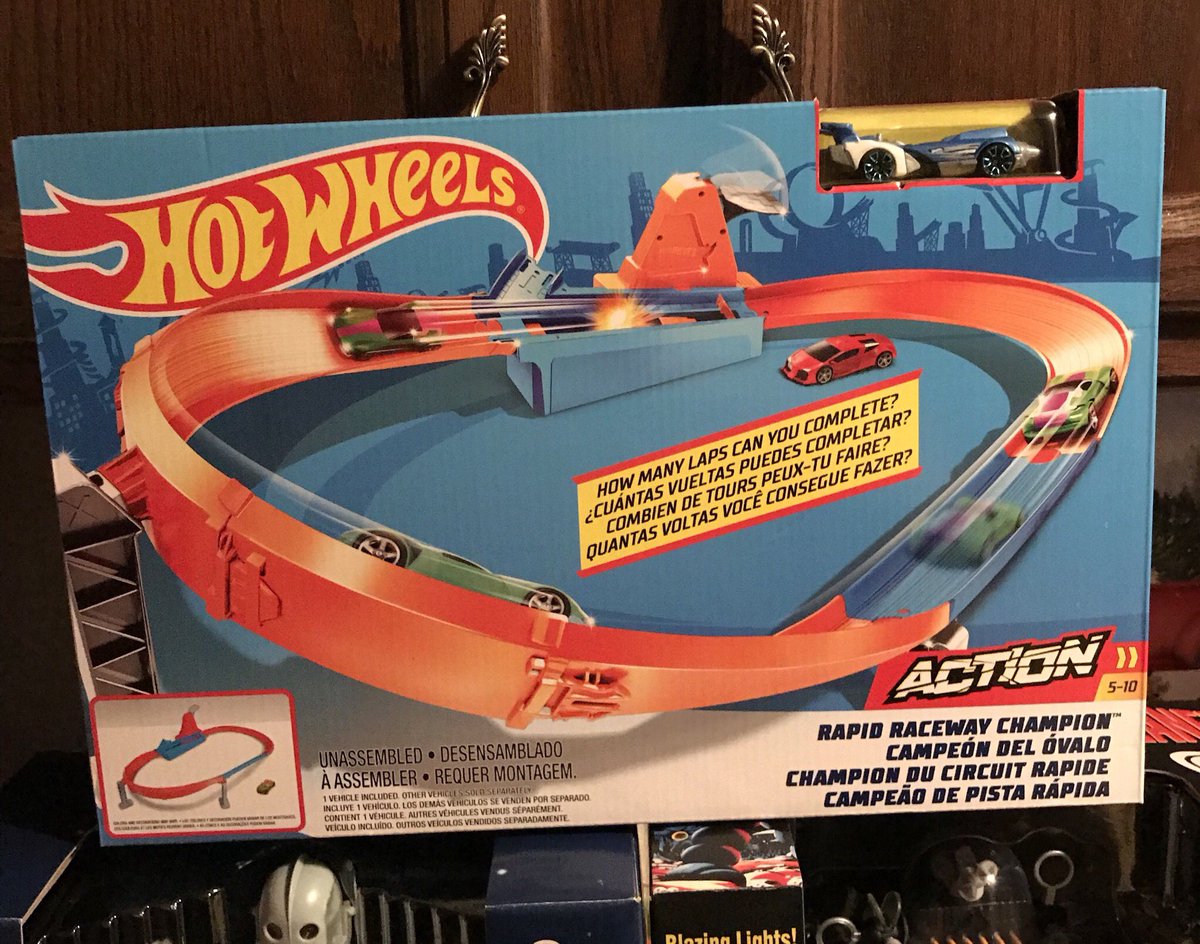 HOT WHEELS®
HOW MANY LAPS CAN YOU COMPLETE?
¿CUÁNTAS VUELTAS PUEDES COMPLETAR?
COMBIEN DE TOURS PEUX-TU FAIRE?
QUANTAS VOLTAS VOCÊ CONSEGUE FAZER?
ACTION
5-10
RAPID RACEWAY CHAMPION™
CAMPEÓN DEL ÓVALO
CHAMPION DU CIRCUIT RAPIDE
CAMPEÃO DE PISTA RÁPIDA
UNASSEMBLED • DESENSAMBLADO
À ASSEMBLER • REQUER MONTAGEM.
1 VEHICLE INCLUDED. OTHER VEHICLES SOLD SEPARATELY.
INCLUYE 1 VEHÍCULO. LOS DEMÁS VEHÍCULOS SE VENDEN POR SEPARADO.
CONTIENT 1 VÉHICULE. AUTRES VÉHICULES VENDUS SÉPARÉMENT.
VEÍCULO INCLUÍDO. OUTROS VEÍCULOS VENDIDOS SEPARADAMENTE.
Blazing Lights!